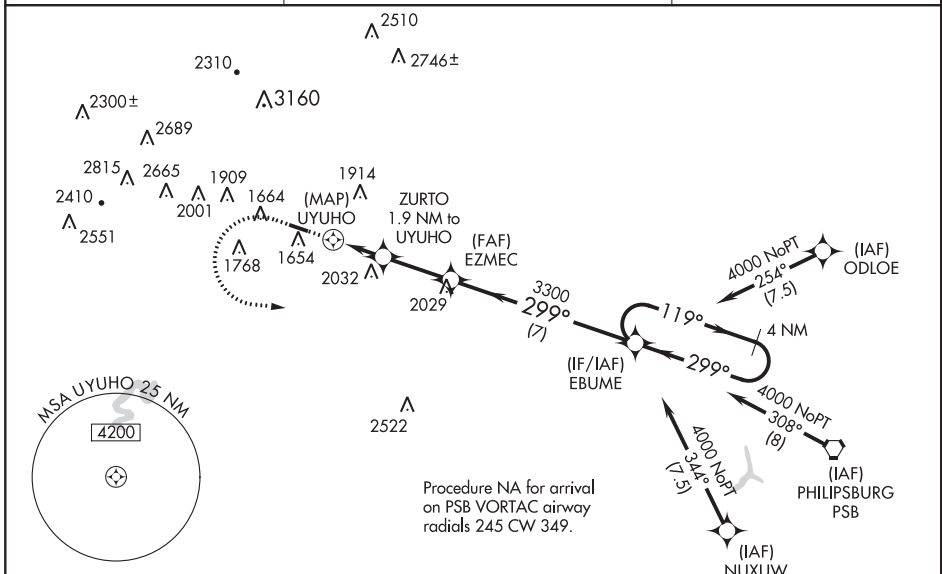 2510
2310
2746±
3160
2300±
2689
2815
2665
1909
1914
2410
2001
1664
(MAP)
UYUHO
ZURTO
1.9 NM to
UYUHO
2551
(FAF)
EZMEC
1768
1654
2032
2029
3300
299°
(7)
4000 NoPT
254°
(7.5)
(IAF)
ODLOE
119°
4 NM
299°
(IF/IAF)
EBUME
MSA UYUHO 25 NM
4200
2522
4000 NoPT
308°
(8)
4000 NoPT
344°
(7.5)
(IAF)
PHILIPSBURG
PSB
Procedure NA for arrival
on PSB VORTAC airway
radials 245 CW 349.
(IAF)
NUXUW